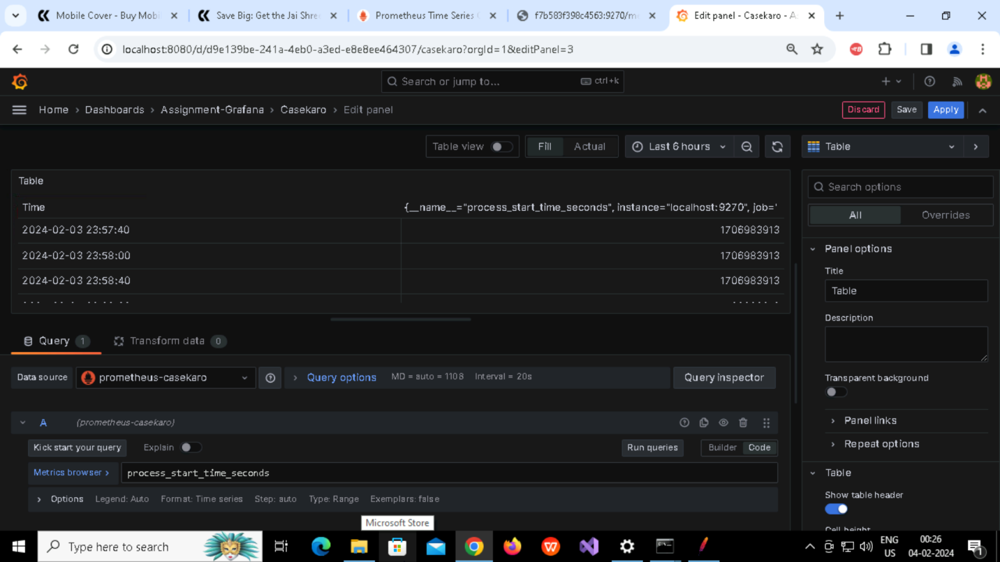 Mobile Cover - Buy Mobi
Save Big: Get the Jai Shre
Prometheus Time Series
f7b583f398c4563:9270/m
Edit panel - Casekaro - A
localhost:8080/d/d9e139be-241a-4eb0-a3ed-e8e8ee464307/casekaro?orgId=1&editPanel=3
Search or jump to...
ctrl+k
Home
Dashboards
Assignment-Grafana
Casekaro
Edit panel
Discard
Save
Apply
Table view
Fill
Actual
Last 6 hours
Table
Table
Time
{__name__="process_start_time_seconds", instance="localhost:9270", job='
2024-02-03 23:57:40
1706983913
2024-02-03 23:58:00
1706983913
2024-02-03 23:58:40
1706983913
Search options
All
Overrides
Panel options
Title
Table
Description
Transparent background
Panel links
Repeat options
Table
Show table header
Cell height
Query 1
Transform data 0
Data source
prometheus-casekaro
Query options
MD = auto = 1108
Interval = 20s
Query inspector
A
(prometheus-casekaro)
Kick start your query
Explain
Run queries
Builder
Code
Metrics browser >
process_start_time_seconds
Options
Legend: Auto
Format: Time series
Step: auto
Type: Range
Exemplars: false
Microsoft Store
Type here to search
ENG
US
00:26
04-02-2024
1